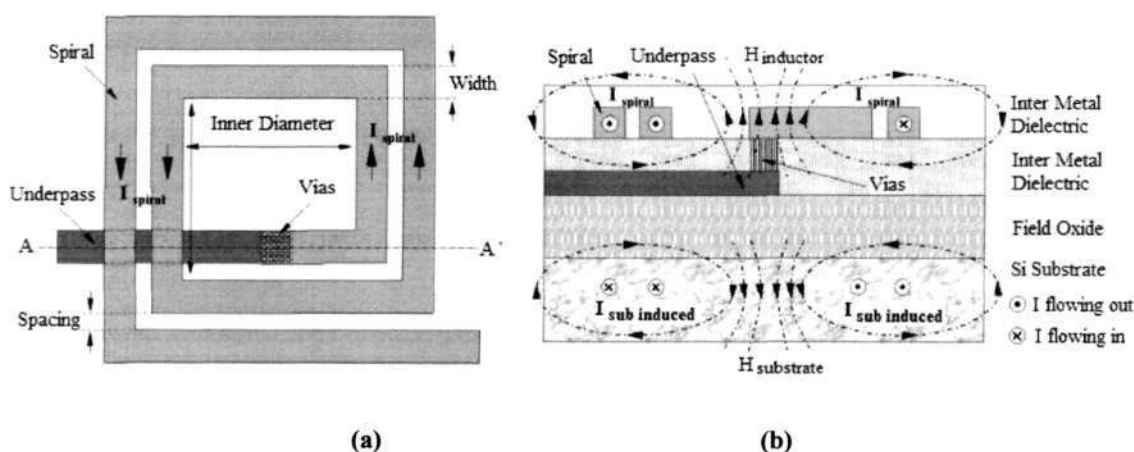 Spiral
Width
Inner Diameter
I spiral
I spiral
Underpass
Vias
A
A'
Spacing
(a)
Spiral
Underpass
H inductor
I spiral
I spiral
Inter Metal
Dielectric
Inter Metal
Dielectric
Vias
Field Oxide
Si Substrate
I sub induced
I sub induced
I flowing out
I flowing in
H substrate
(b)